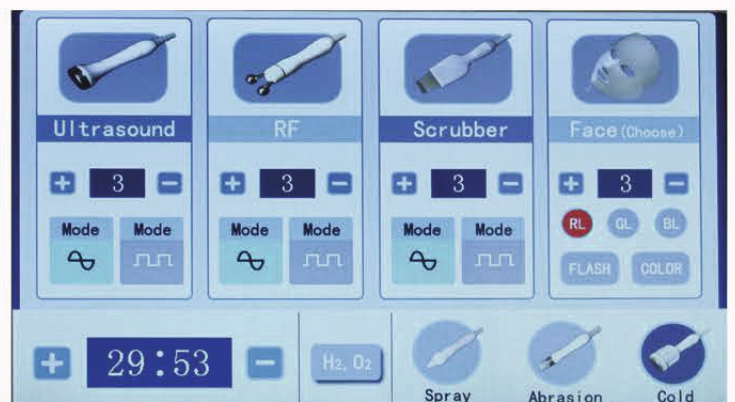 Ultrasound
RF
Scrubber
Face(Choose)
+ 3 -
+ 3 -
+ 3 -
+ 3 -
Mode Mode
Mode Mode
Mode Mode
RL GL BL
FLASH COLOR
+ 29:53 -
H₂, O₂
Spray
Abrasion
Cold